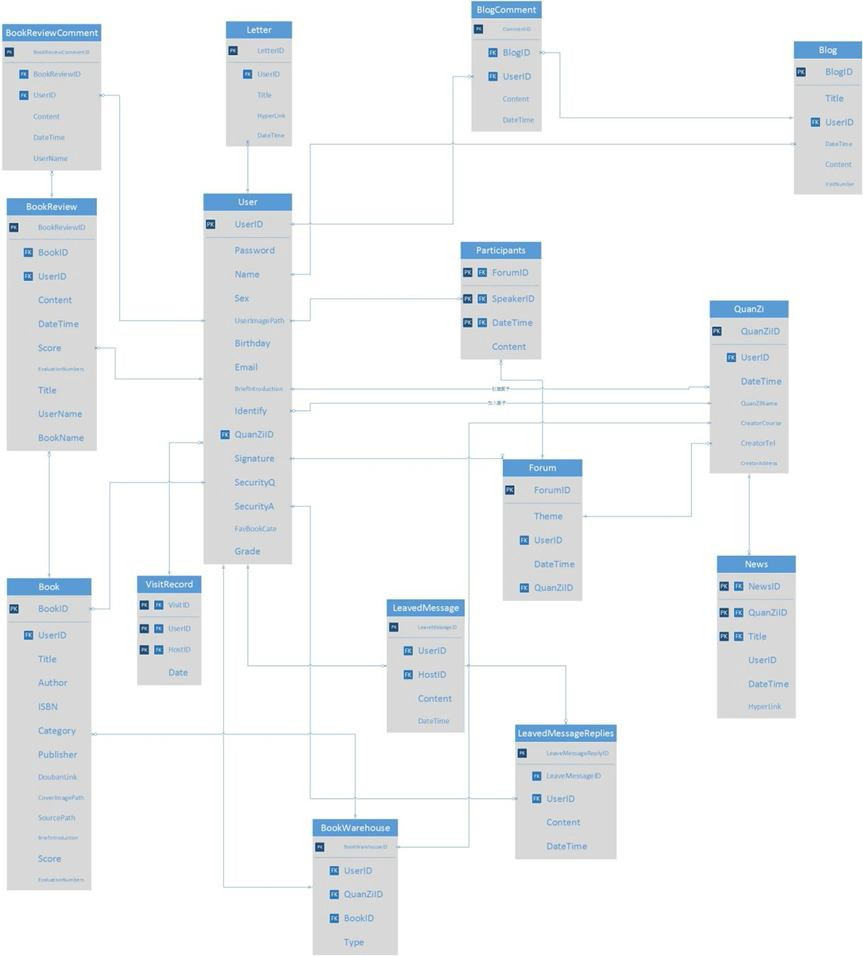 BookReviewComment
PK BookReviewCommentID
FK BookReviewID
FK UserID
Content
DateTime
UserName
Letter
PK LetterID
FK UserID
Title
HyperLink
DateTime
BlogComment
PK CommentID
FK BlogID
FK UserID
Content
DateTime
Blog
PK BlogID
Title
FK UserID
DateTime
Content
VisitNumber
BookReview
PK BookReviewID
FK BookID
FK UserID
Content
DateTime
Score
EvaluationNumbers
Title
UserName
BookName
User
PK UserID
Password
Name
Sex
UserImagePath
Birthday
Email
BriefIntroduction
Identify
FK QuanZiID
Signature
SecurityQ
SecurityA
FavBookCate
Grade
Participants
PK FK ForumID
PK FK SpeakerID
PK FK DateTime
Content
QuanZi
PK QuanZiID
FK UserID
DateTime
QuanZiName
CreatorCourse
CreatorTel
CreatorAddress
Forum
PK ForumID
Theme
FK UserID
DateTime
FK QuanZiID
News
PK FK NewsID
PK FK QuanZiID
PK FK Title
UserID
DateTime
HyperLink
Book
PK BookID
FK UserID
Title
Author
ISBN
Category
Publisher
DoubanLink
CoverImagePath
SourcePath
BriefIntroduction
Score
EvaluationNumbers
VisitRecord
PK FK VisitID
PK FK UserID
PK FK HostID
Date
LeavedMessage
PK LeaveMessageID
FK UserID
FK HostID
Content
DateTime
LeavedMessageReplies
PK LeaveMessageReplyID
FK LeaveMessageID
FK UserID
Content
DateTime
BookWarehouse
PK BookWarehouseID
FK UserID
FK QuanZiID
FK BookID
Type